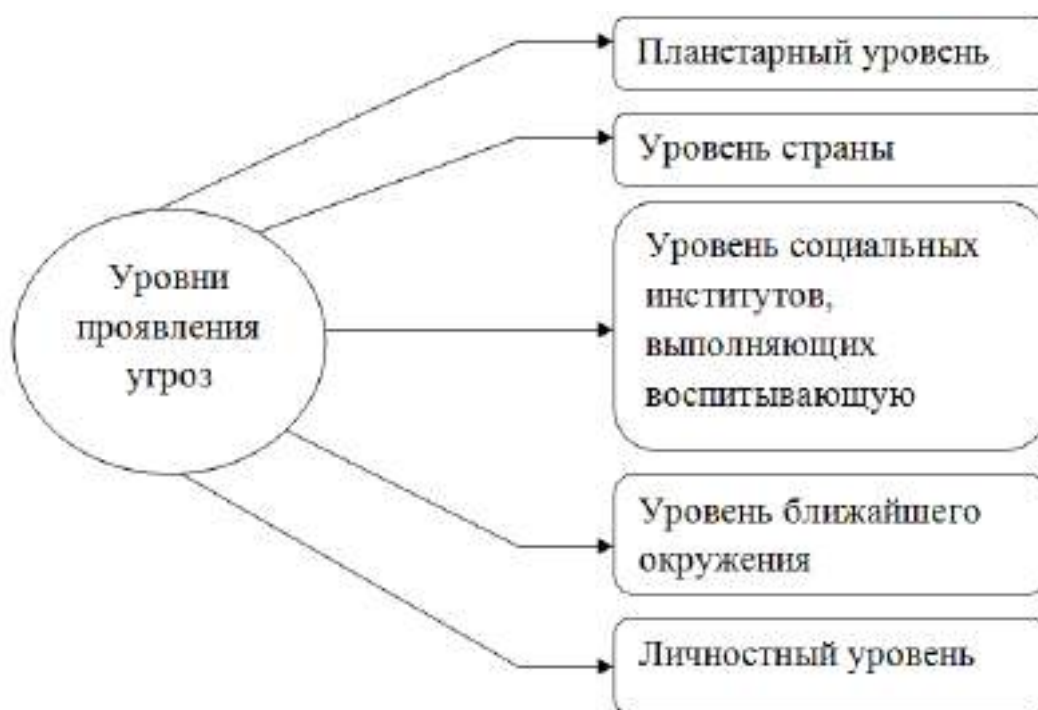 Планетарный уровень
Уровень страны
Уровни
проявления
угроз
Уровень социальных
институтов,
выполняющих
воспитывающую
Уровень ближайшего
окружения
Личностный уровень